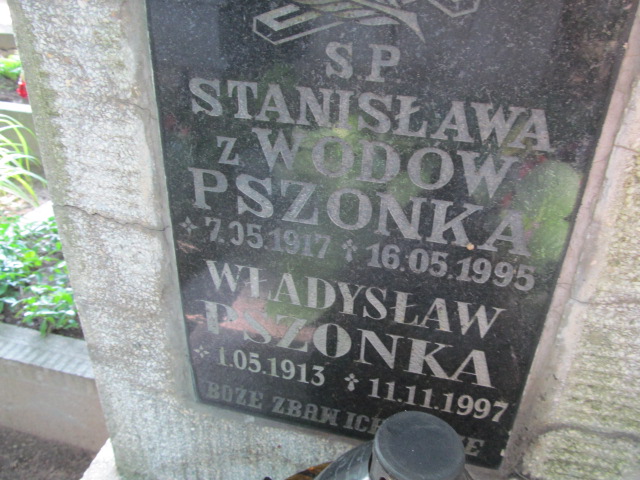 Ś.P.
STANISŁAWA
z WODÓW
PSZONKA
7.05.1917 ✝ 16.05.1995
WŁADYSŁAW
PSZONKA
1.05.1913 ✝ 11.11.1997
BOŻE ZBAW ICH